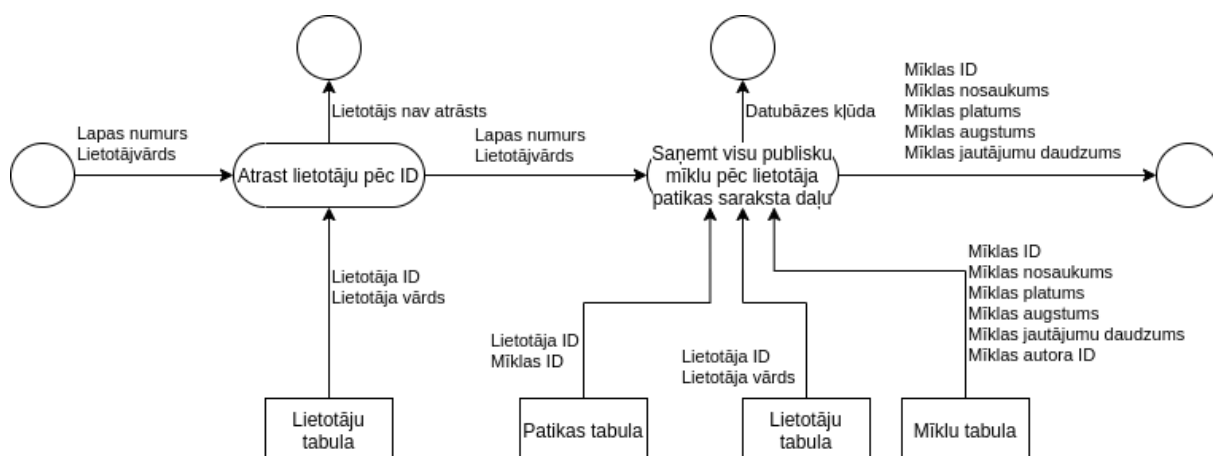 Lapas numurs
Lietotājvārds
Lietotājs nav atrāsts
Atrast lietotāju pēc ID
Lapas numurs
Lietotājvārds
Datubāzes kļūda
Saņemt visu publisku
mīklu pēc lietotāja
patikas saraksta daļu
Mīklas ID
Mīklas nosaukums
Mīklas platums
Mīklas augstums
Mīklas jautājumu daudzums
Lietotāja ID
Lietotāja vārds
Lietotāja ID
Mīklas ID
Lietotāja ID
Lietotāja vārds
Mīklas ID
Mīklas nosaukums
Mīklas platums
Mīklas augstums
Mīklas jautājumu daudzums
Mīklas autora ID
Lietotāju
tabula
Patikas tabula
Lietotāju
tabula
Mīklu tabula